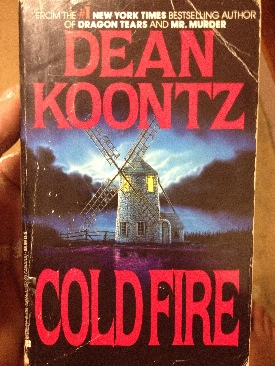 FROM THE #1 NEW YORK TIMES BESTSELLING AUTHOR
OF DRAGON TEARS AND MR. MURDER
DEAN
KOONTZ
COLD FIRE